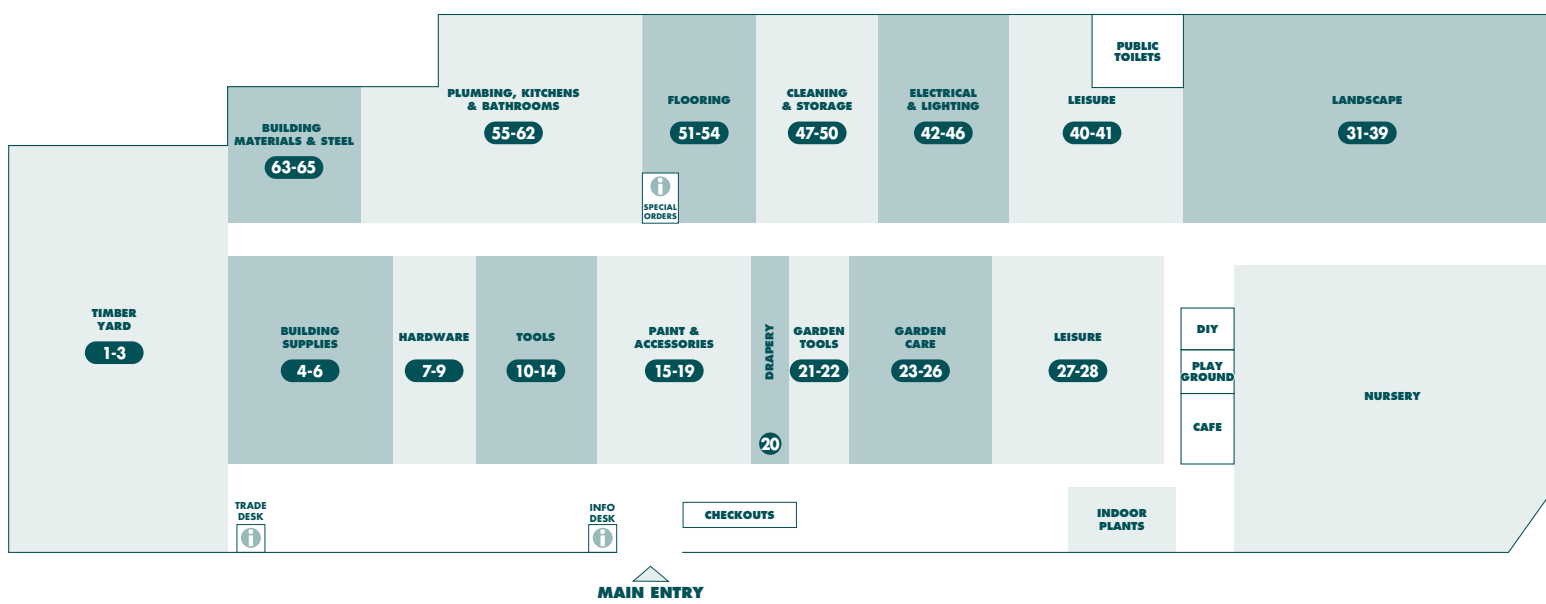 PUBLIC
TOILETS
PLUMBING, KITCHENS
& BATHROOMS
55-62
FLOORING
51-54
CLEANING
& STORAGE
47-50
ELECTRICAL
& LIGHTING
42-46
LEISURE
40-41
LANDSCAPE
31-39
BUILDING
MATERIALS & STEEL
63-65
i
SPECIAL
ORDERS
TIMBER
YARD
1-3
BUILDING
SUPPLIES
4-6
HARDWARE
7-9
TOOLS
10-14
PAINT &
ACCESSORIES
15-19
DRAPERY
20
GARDEN
TOOLS
21-22
GARDEN
CARE
23-26
LEISURE
27-28
DIY
PLAY
GROUND
CAFE
NURSERY
TRADE
DESK
i
INFO
DESK
i
CHECKOUTS
INDOOR
PLANTS
MAIN ENTRY